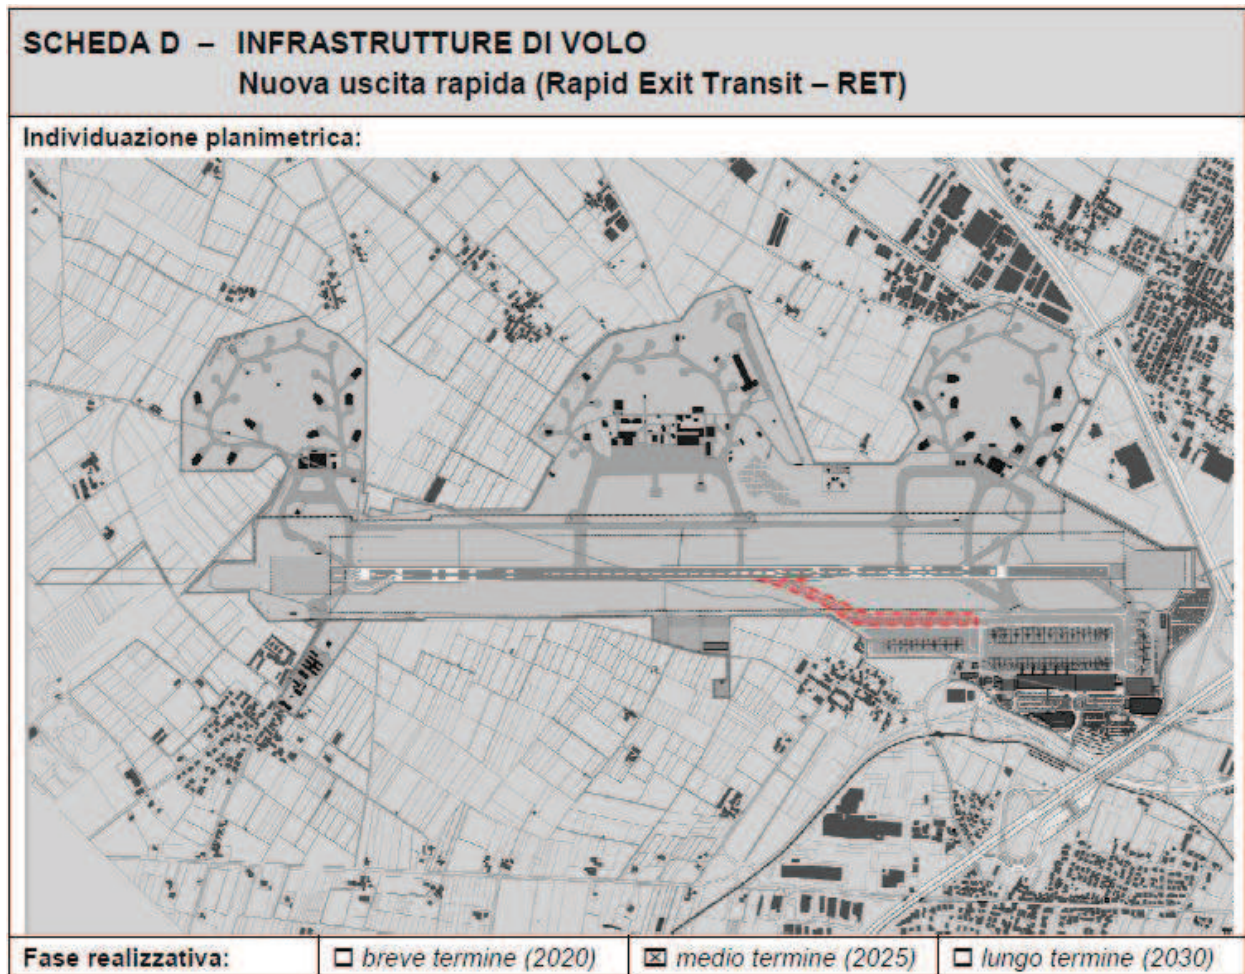 SCHEDA D – INFRASTRUTTURE DI VOLO
Nuova uscita rapida (Rapid Exit Transit – RET)
Individuazione planimetrica:
Fase realizzativa: ☐ breve termine (2020) ☒ medio termine (2025) ☐ lungo termine (2030)